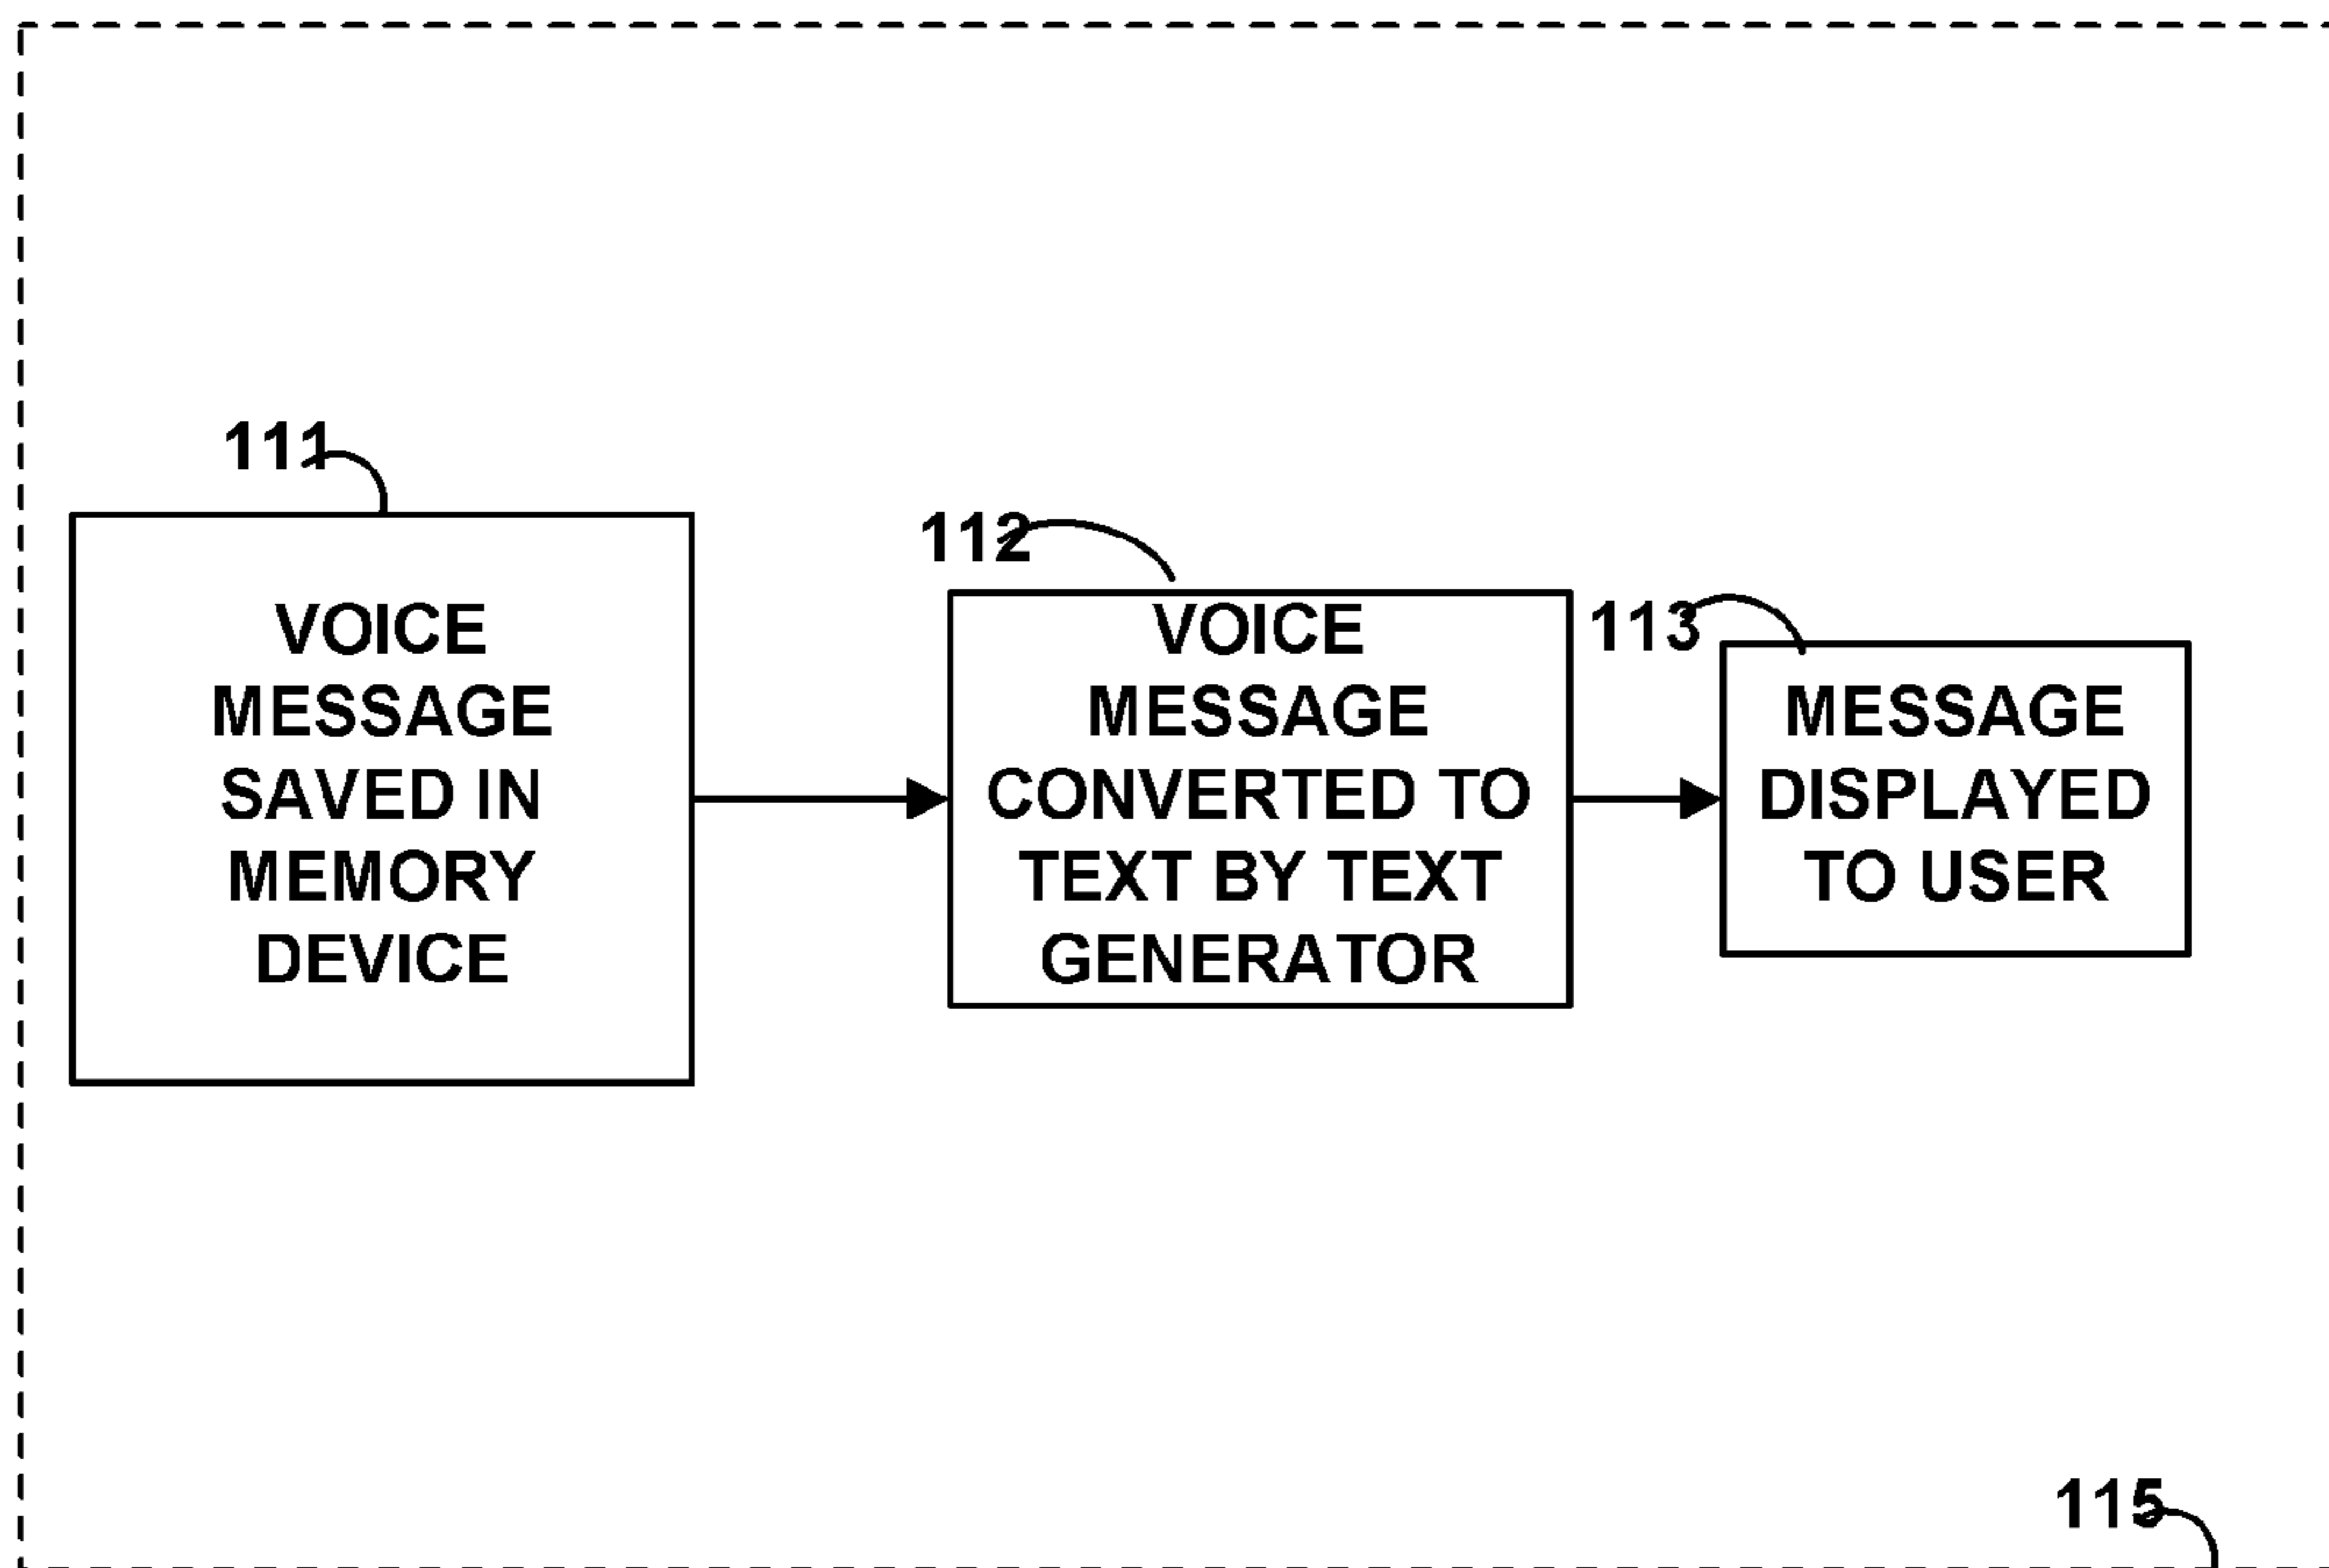 111
VOICE
MESSAGE
SAVED IN
MEMORY
DEVICE
112
VOICE
MESSAGE
CONVERTED TO
TEXT BY TEXT
GENERATOR
113
MESSAGE
DISPLAYED
TO USER
115